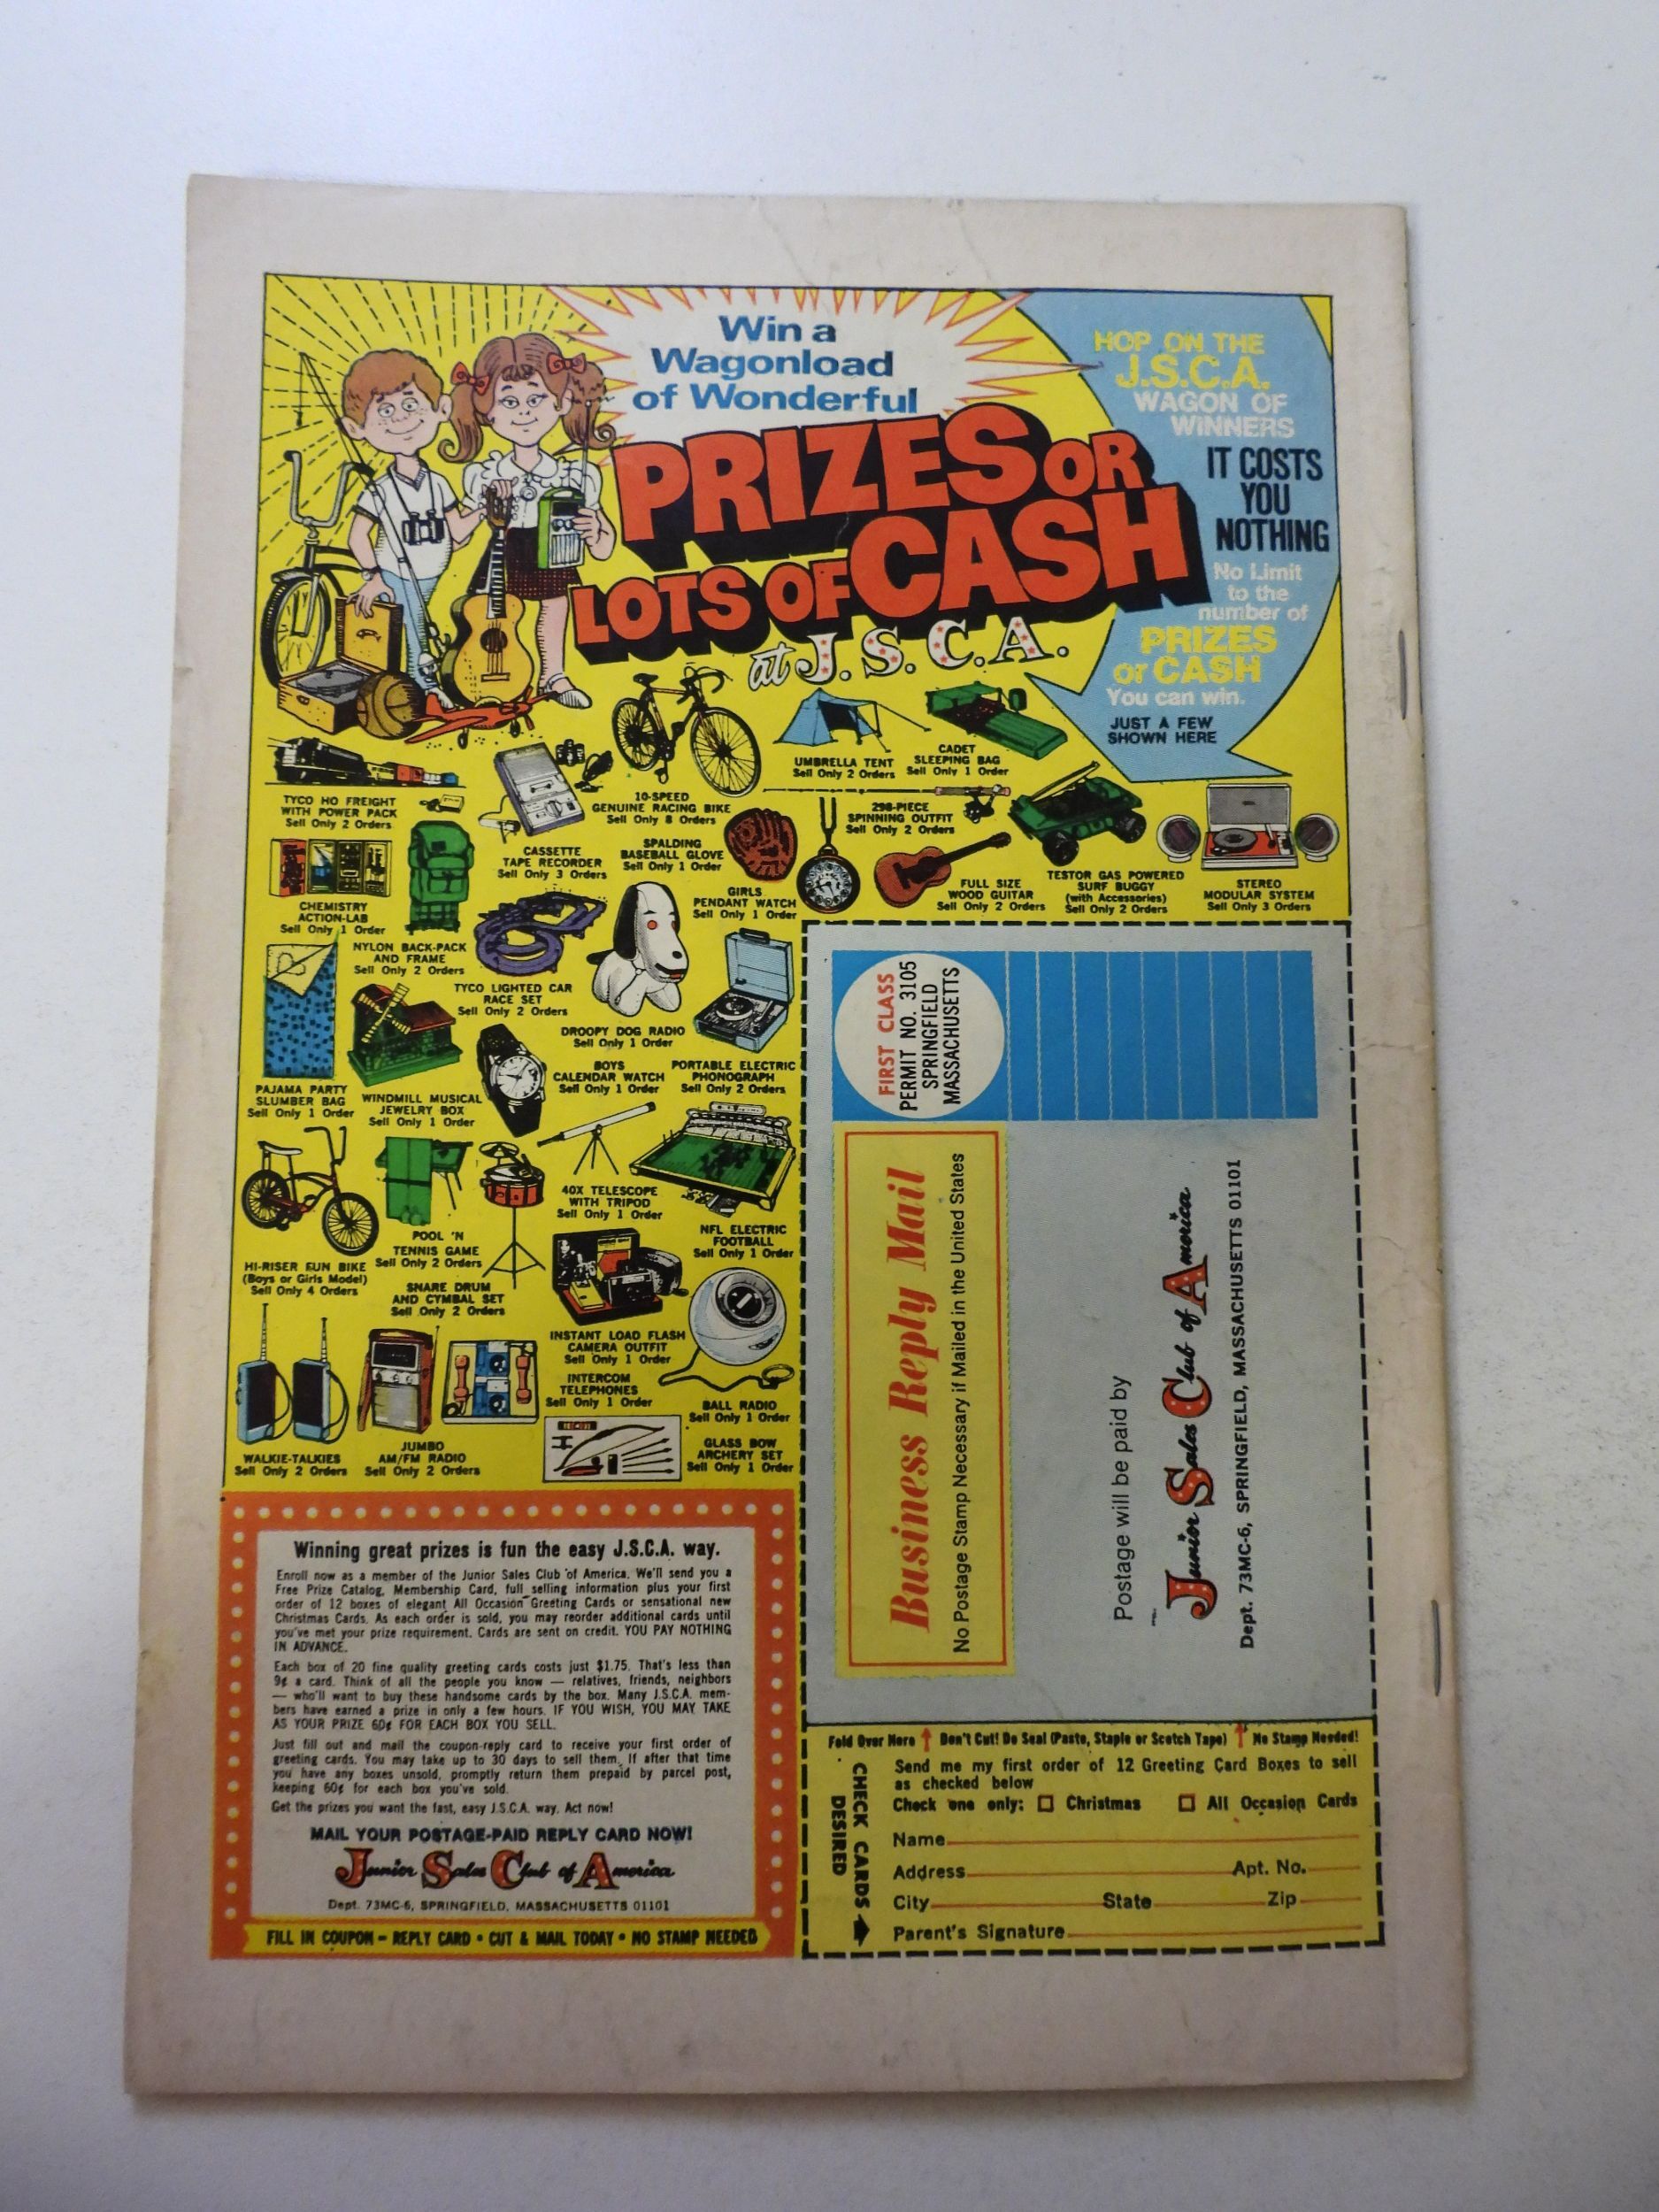 Win a
Wagonload
of Wonderful
PRIZES OR
LOTS OF CASH
at J.S.C.A.
HOP ON THE
J.S.C.A.
WAGON OF
WINNERS
IT COSTS
YOU
NOTHING
No Limit
to the
number of
PRIZES
or CASH
You can win.
JUST A FEW
SHOWN HERE
TYCO HO FREIGHT
WITH POWER PACK
Sell Only 2 Orders
CASSETTE
TAPE RECORDER
Sell Only 3 Orders
10-SPEED
GENUINE RACING BIKE
Sell Only 8 Orders
UMBRELLA TENT
Sell Only 2 Orders
CADET
SLEEPING BAG
Sell Only 1 Order
298-PIECE
SPINNING OUTFIT
Sell Only 2 Orders
SPALDING
BASEBALL GLOVE
Sell Only 1 Order
GIRLS
PENDANT WATCH
Sell Only 1 Order
FULL SIZE
WOOD GUITAR
Sell Only 2 Orders
TESTOR GAS POWERED
SURF BUGGY
(with Accessories)
Sell Only 2 Orders
STEREO
MODULAR SYSTEM
Sell Only 3 Orders
CHEMISTRY
ACTION-LAB
Sell Only 1 Order
NYLON BACK-PACK
AND FRAME
Sell Only 2 Orders
TYCO LIGHTED CAR
RACE SET
Sell Only 2 Orders
DROOPY DOG RADIO
Sell Only 1 Order
PAJAMA PARTY
SLUMBER BAG
Sell Only 1 Order
WINDMILL MUSICAL
JEWELRY BOX
Sell Only 1 Order
BOYS
CALENDAR WATCH
Sell Only 1 Order
PORTABLE ELECTRIC
PHONOGRAPH
Sell Only 2 Orders
40X TELESCOPE
WITH TRIPOD
Sell Only 1 Order
NFL ELECTRIC
FOOTBALL
Sell Only 1 Order
HI-RISER FUN BIKE
(Boys or Girls Model)
Sell Only 4 Orders
POOL 'N
TENNIS GAME
Sell Only 2 Orders
SNARE DRUM
AND CYMBAL SET
Sell Only 2 Orders
INSTANT LOAD FLASH
CAMERA OUTFIT
Sell Only 1 Order
INTERCOM
TELEPHONES
Sell Only 1 Order
BALL RADIO
Sell Only 1 Order
WALKIE-TALKIES
Sell Only 2 Orders
JUMBO
AM/FM RADIO
Sell Only 2 Orders
GLASS BOW
ARCHERY SET
Sell Only 1 Order
Winning great prizes is fun the easy J.S.C.A. way.
Enroll now as a member of the Junior Sales Club of America. We'll send you a
Free Prize Catalog, Membership Card, full selling information plus your first
order of 12 boxes of elegant All Occasion Greeting Cards or sensational new
Christmas Cards. As each order is sold, you may reorder additional cards until
you've met your prize requirement. Cards are sent on credit. YOU PAY NOTHING
IN ADVANCE.
Each box of 20 fine quality greeting cards costs just $1.75. That's less than
9¢ a card. Think of all the people you know — relatives, friends, neighbors
— who'll want to buy these handsome cards by the box. Many J.S.C.A. mem-
bers have earned a prize in only a few hours. IF YOU WISH, YOU MAY TAKE
AS YOUR PRIZE 60¢ FOR EACH BOX YOU SELL.
Just fill out and mail the coupon-reply card to receive your first order of
greeting cards. You may take up to 30 days to sell them. If after that time
you have any boxes unsold, promptly return them prepaid by parcel post,
keeping 60¢ for each box you've sold.
Get the prizes you want the fast, easy J.S.C.A. way. Act now!
MAIL YOUR POSTAGE-PAID REPLY CARD NOW!
Junior Sales Club of America
Dept. 73MC-6, SPRINGFIELD, MASSACHUSETTS 01101
FILL IN COUPON - REPLY CARD • CUT & MAIL TODAY • NO STAMP NEEDED
FIRST CLASS
PERMIT NO. 3105
SPRINGFIELD
MASSACHUSETTS
Business Reply Mail
No Postage Stamp Necessary if Mailed in the United States
Postage will be paid by
Junior Sales Club of America
Dept. 73MC-6, SPRINGFIELD, MASSACHUSETTS 01101
Fold Over Here ↑ Don't Cut! Do Seal (Paste, Staple or Scotch Tape) ↑ No Stamp Needed!
CHECK CARDS
DESIRED
Send me my first order of 12 Greeting Card Boxes to sell
as checked below
Check one only: ☐ Christmas ☐ All Occasion Cards
Name
Address Apt. No.
City State Zip
Parent's Signature